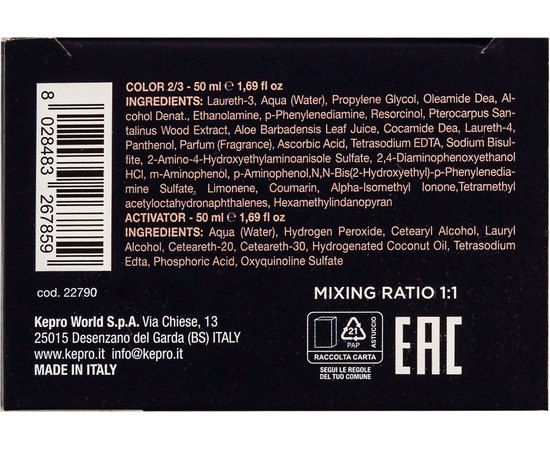 COLOR 2/3 - 50 ml ℮ 1,69 fl oz
INGREDIENTS: Laureth-3, Aqua (Water), Propylene Glycol, Oleamide Dea, Al-
cohol Denat., Ethanolamine, p-Phenylenediamine, Resorcinol, Pterocarpus San-
talinus Wood Extract, Aloe Barbadensis Leaf Juice, Cocamide Dea, Laureth-4,
Panthenol, Parfum (Fragrance), Ascorbic Acid, Tetrasodium EDTA, Sodium Bisul-
fite, 2-Amino-4-Hydroxyethylaminoanisole Sulfate, 2,4-Diaminophenoxyethanol
HCl, m-Aminophenol, p-Aminophenol,N,N-Bis(2-Hydroxyethyl)-p-Phenylenedia-
mine Sulfate, Limonene, Coumarin, Alpha-Isomethyl Ionone,Tetramethyl
acetyloctahydronaphthalenes, Hexamethylindanopyran
ACTIVATOR - 50 ml ℮ 1,69 fl oz
INGREDIENTS: Aqua (Water), Hydrogen Peroxide, Cetearyl Alcohol, Lauryl
Alcohol, Ceteareth-20, Ceteareth-30, Hydrogenated Coconut Oil, Tetrasodium
Edta, Phosphoric Acid, Oxyquinoline Sulfate
8 028483 267859
cod. 22790
Kepro World S.p.A. Via Chiese, 13
25015 Desenzano del Garda (BS) ITALY
www.kepro.it info@kepro.it
MADE IN ITALY
MIXING RATIO 1:1
21
PAP
ASTUCCIO
RACCOLTA CARTA
SEGUI LE REGOLE
DEL TUO COMUNE
EAC